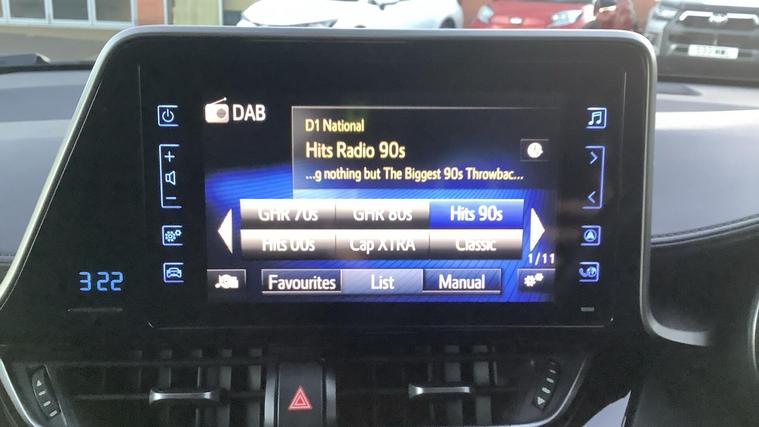 DAB
D1 National
Hits Radio 90s
...g nothing but The Biggest 90s Throwbac...
GHR 70s GHR 80s Hits 90s
Hits 00s Cap XTRA Classic
1/11
Favourites List Manual
3:22